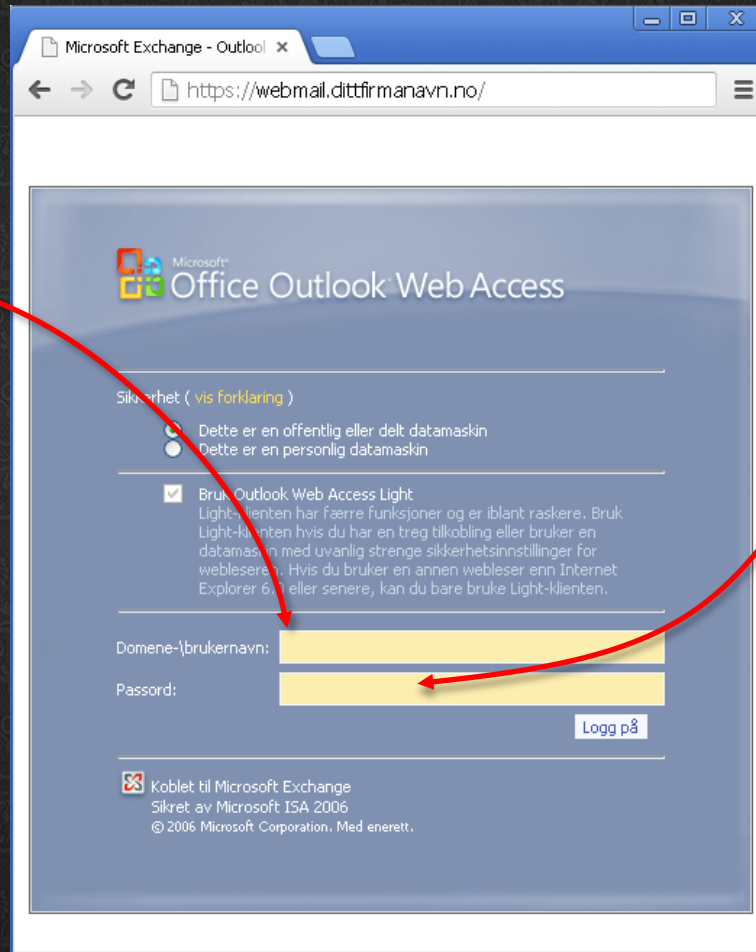 Microsoft Exchange - Outlool
https://webmail.dittfirmanavn.no/
Microsoft®
Office Outlook Web Access
Sikkerhet ( vis forklaring )
Dette er en offentlig eller delt datamaskin
Dette er en personlig datamaskin
Bruk Outlook Web Access Light
Light-klienten har færre funksjoner og er iblant raskere. Bruk
Light-klienten hvis du har en treg tilkobling eller bruker en
datamaskin med uvanlig strenge sikkerhetsinnstillinger for
webleseren. Hvis du bruker en annen webleser enn Internet
Explorer 6.0 eller senere, kan du bare bruke Light-klienten.
Domene-\brukernavn:
Passord:
Logg på
Koblet til Microsoft Exchange
Sikret av Microsoft ISA 2006
© 2006 Microsoft Corporation. Med enerett.